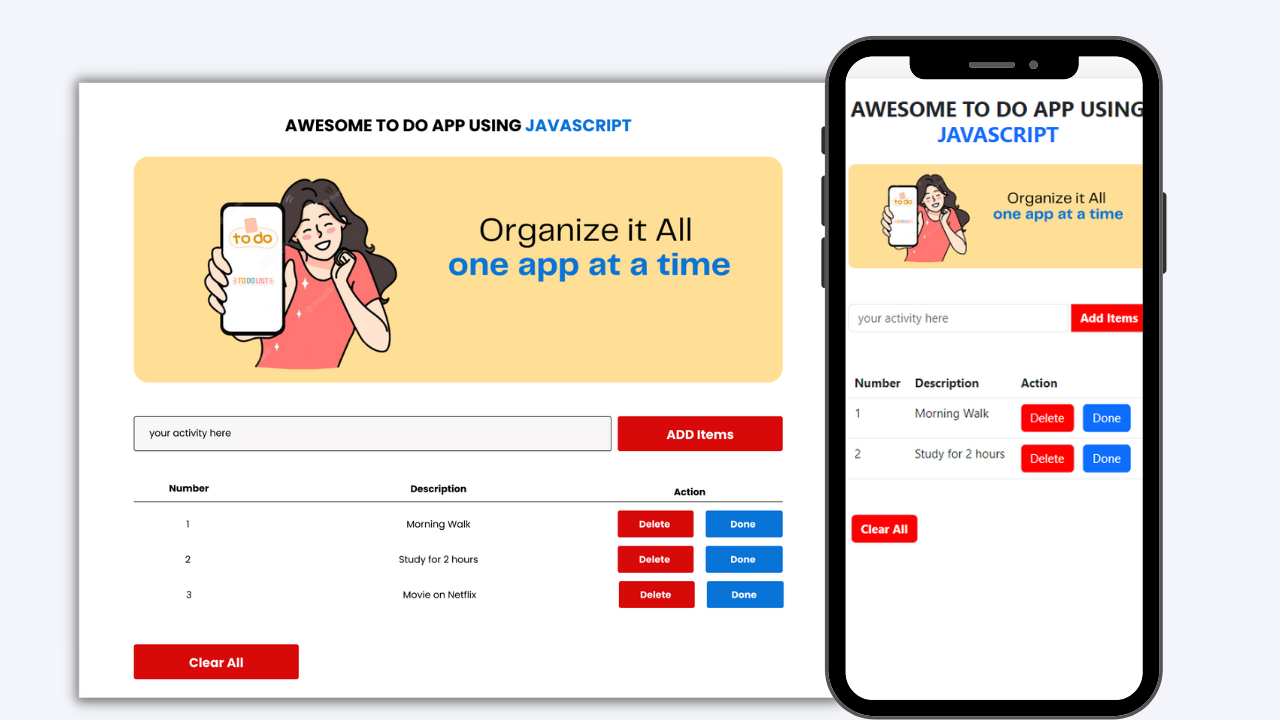 AWESOME TO DO APP USING JAVASCRIPT
to do
TO DO LIST
Organize it All
one app at a time
your activity here
ADD Items
Number Description Action
1 Morning Walk Delete Done
2 Study for 2 hours Delete Done
3 Movie on Netflix Delete Done
Clear All
AWESOME TO DO APP USING
JAVASCRIPT
to do
Organize it All
one app at a time
your activity here
Add Items
Number Description Action
1 Morning Walk Delete Done
2 Study for 2 hours Delete Done
Clear All